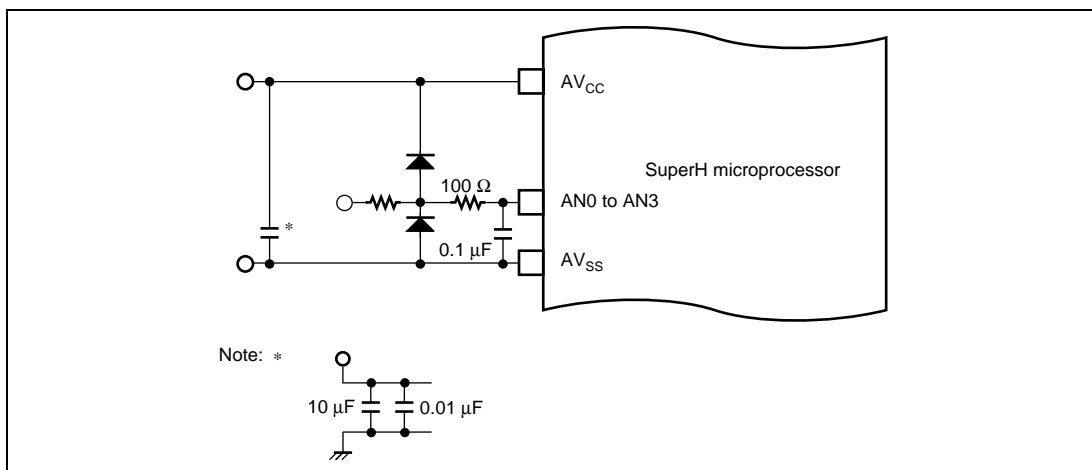 AVCC
SuperH microprocessor
100 Ω
AN0 to AN3
*
0.1 μF
AVSS
Note: *
10 μF
0.01 μF